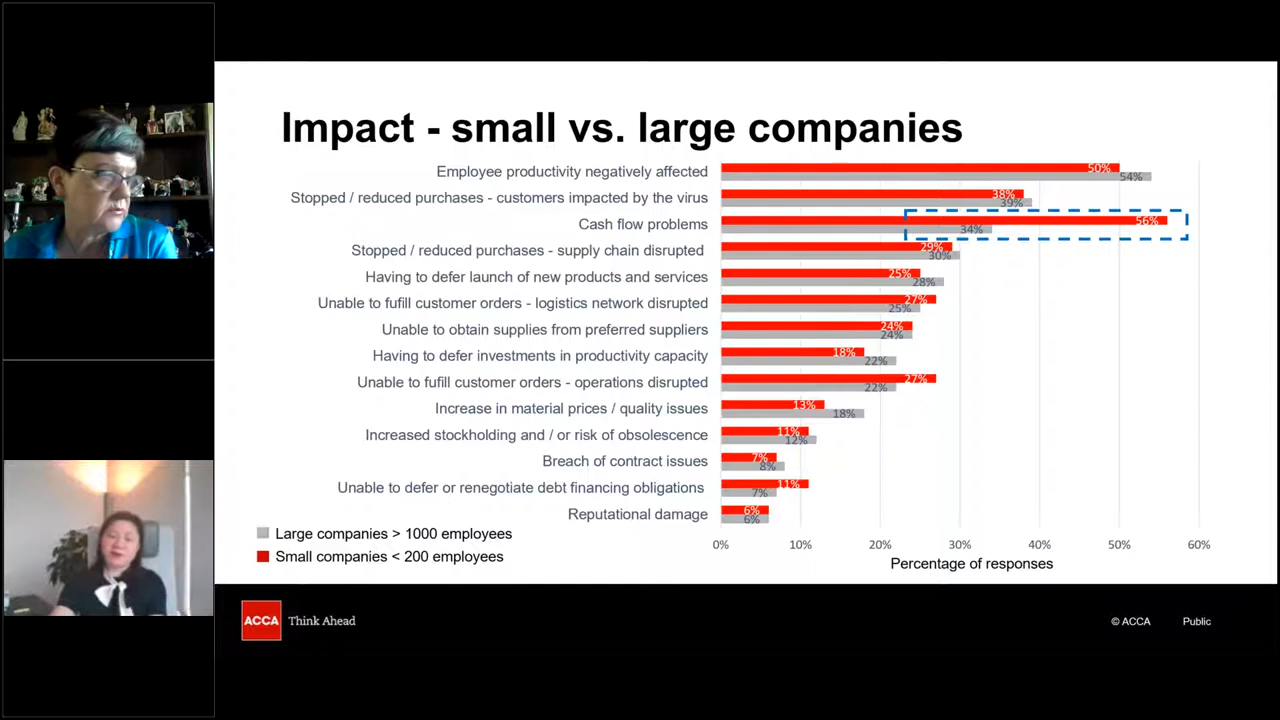 Impact - small vs. large companies
Employee productivity negatively affected
50%
54%
Stopped / reduced purchases - customers impacted by the virus
38%
39%
Cash flow problems
56%
34%
Stopped / reduced purchases - supply chain disrupted
29%
30%
Having to defer launch of new products and services
25%
28%
Unable to fufill customer orders - logistics network disrupted
27%
25%
Unable to obtain supplies from preferred suppliers
24%
24%
Having to defer investments in productivity capacity
18%
22%
Unable to fufill customer orders - operations disrupted
27%
22%
Increase in material prices / quality issues
13%
18%
Increased stockholding and / or risk of obsolescence
11%
12%
Breach of contract issues
7%
8%
Unable to defer or renegotiate debt financing obligations
11%
7%
Reputational damage
6%
6%
Large companies > 1000 employees
Small companies < 200 employees
0% 10% 20% 30% 40% 50% 60%
Percentage of responses
ACCA Think Ahead
© ACCA Public